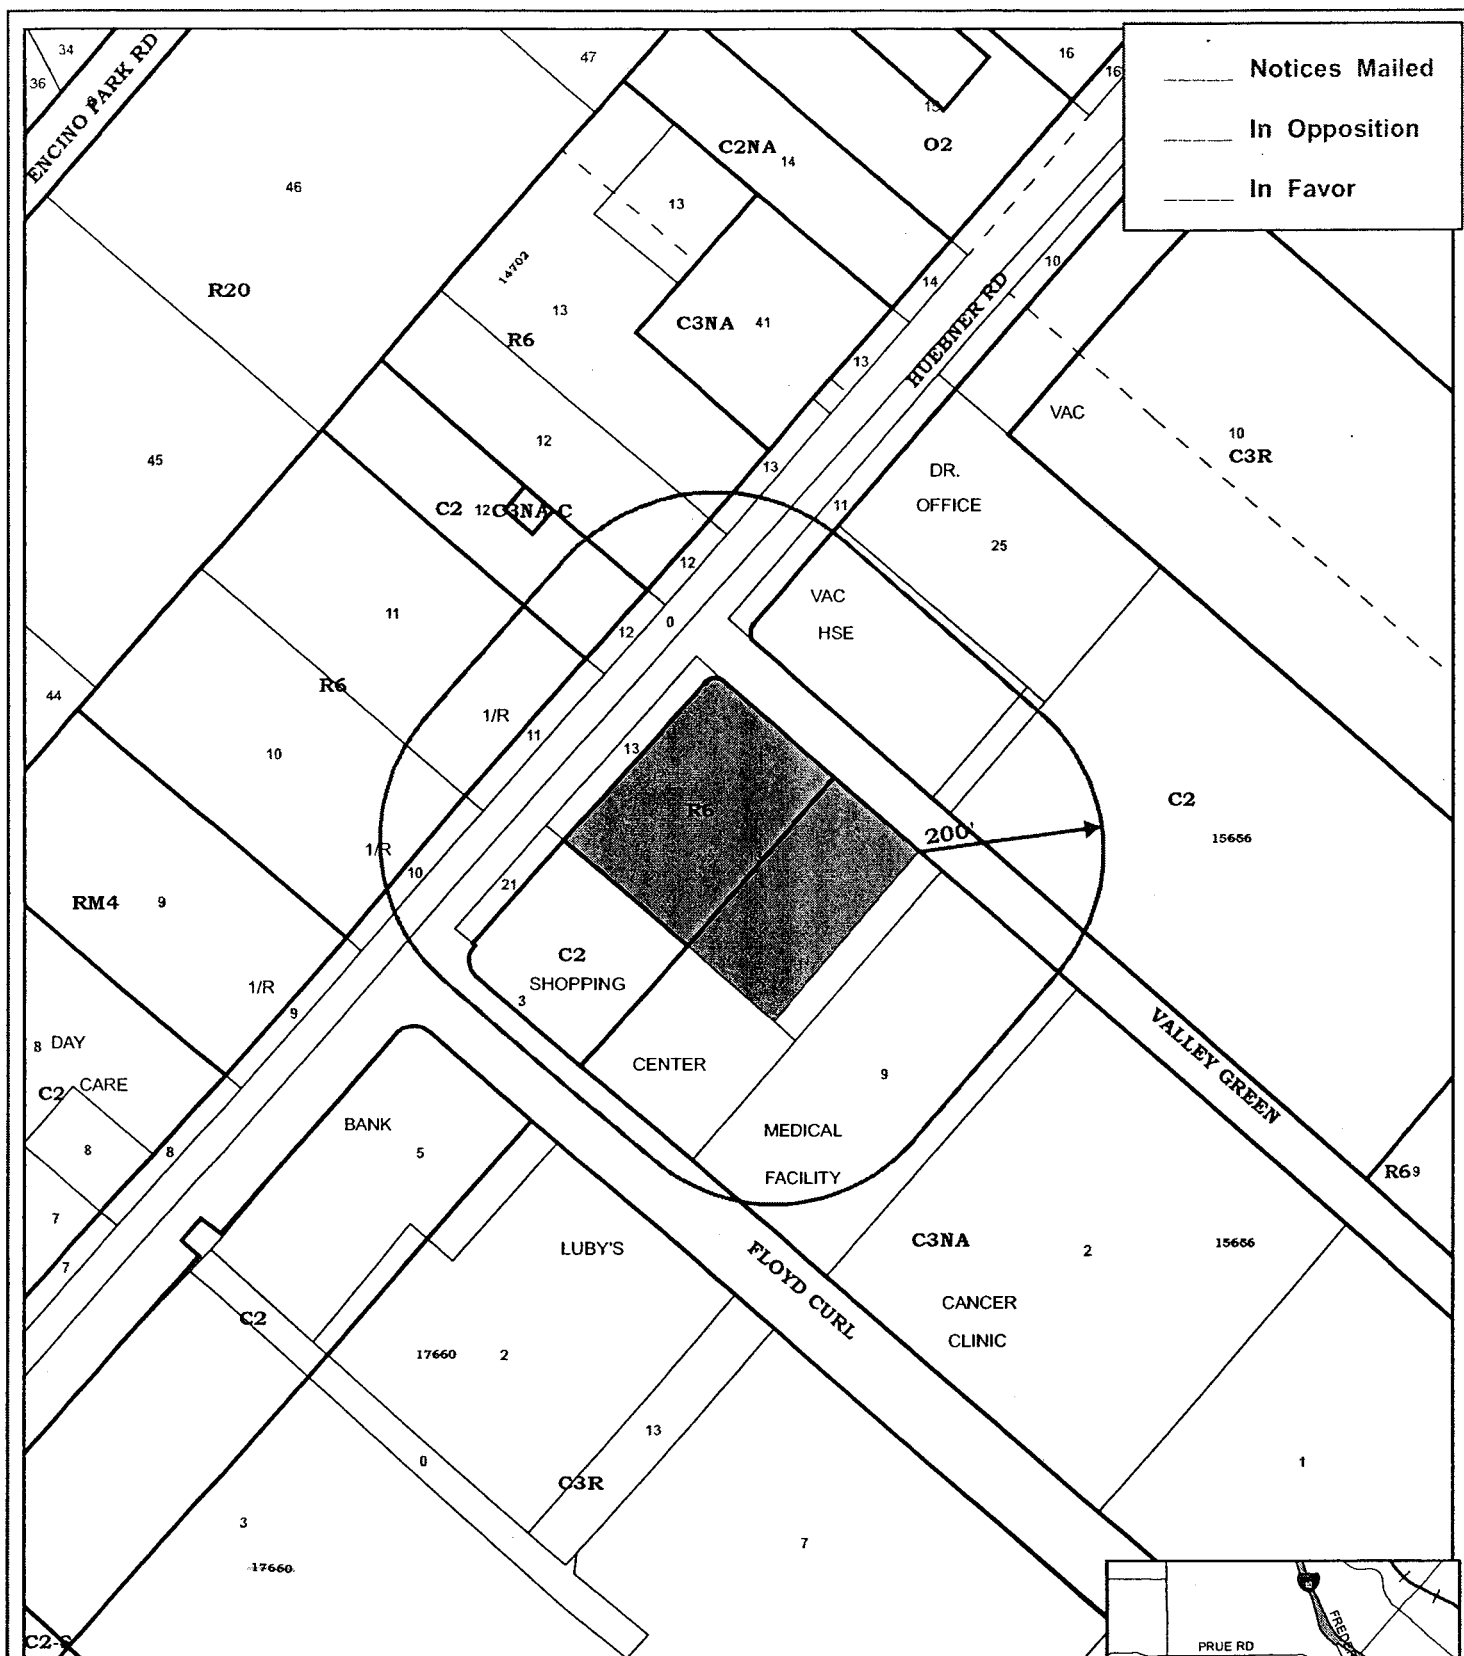 34
36
ENCINO PARK RD
47
16
16
Notices Mailed
In Opposition
In Favor
15
O2
C2NA 14
46
13
10
14
R20
14702
13
R6
C3NA 41
13
HUEBNER RD
VAC
10
C3R
12
45
13
DR.
OFFICE
25
11
C2 12 C3NA C
12
VAC
HSE
11
12
0
R6
44
1/R
11
10
13
R6
C2
200'
15686
1/R
10
21
RM4 9
C2
SHOPPING
3
1/R
9
8 DAY
CARE
C2
CENTER
9
VALLEY GREEN
BANK
5
MEDICAL
FACILITY
8
8
R6 9
7
7
LUBY'S
FLOYD CURL
C3NA
2
15686
CANCER
CLINIC
C2
17660 2
13
0
C3R
1
3
7
17660
PRUE RD